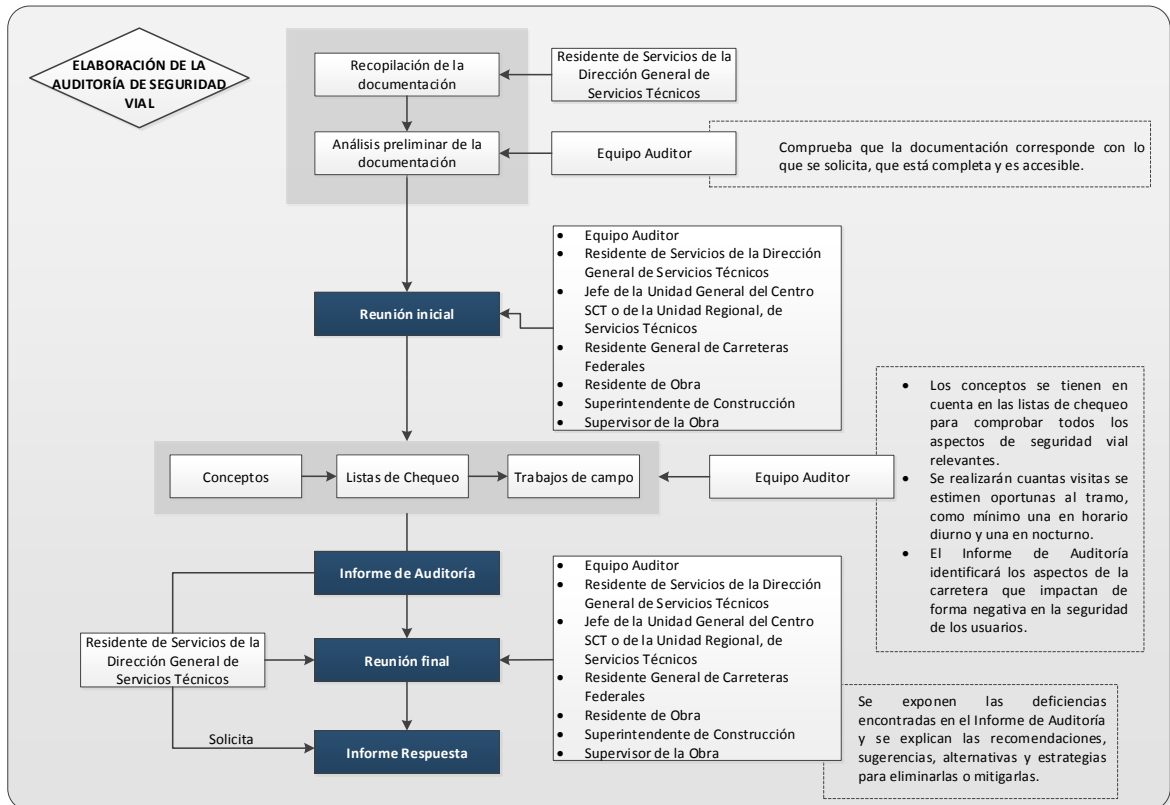 ELABORACIÓN DE LA
AUDITORÍA DE SEGURIDAD
VIAL
Recopilación de la
documentación
Residente de Servicios de la
Dirección General de
Servicios Técnicos
Análisis preliminar de la
documentación
Equipo Auditor
Comprueba que la documentación corresponde con lo
que se solicita, que está completa y es accesible.
Reunión inicial
• Equipo Auditor
• Residente de Servicios de la Dirección
General de Servicios Técnicos
• Jefe de la Unidad General del Centro
SCT o de la Unidad Regional, de
Servicios Técnicos
• Residente General de Carreteras
Federales
• Residente de Obra
• Superintendente de Construcción
• Supervisor de la Obra
Conceptos
Listas de Chequeo
Trabajos de campo
Equipo Auditor
• Los conceptos se tienen en
cuenta en las listas de chequeo
para comprobar todos los
aspectos de seguridad vial
relevantes.
• Se realizarán cuantas visitas se
estimen oportunas al tramo,
como mínimo una en horario
diurno y una en nocturno.
• El Informe de Auditoría
identificará los aspectos de la
carretera que impactan de
forma negativa en la seguridad
de los usuarios.
Informe de Auditoría
Residente de Servicios de la
Dirección General de
Servicios Técnicos
Reunión final
• Equipo Auditor
• Residente de Servicios de la Dirección
General de Servicios Técnicos
• Jefe de la Unidad General del Centro
SCT o de la Unidad Regional, de
Servicios Técnicos
• Residente General de Carreteras
Federales
• Residente de Obra
• Superintendente de Construcción
• Supervisor de la Obra
Solicita
Informe Respuesta
Se exponen las deficiencias
encontradas en el Informe de Auditoría
y se explican las recomendaciones,
sugerencias, alternativas y estrategias
para eliminarlas o mitigarlas.